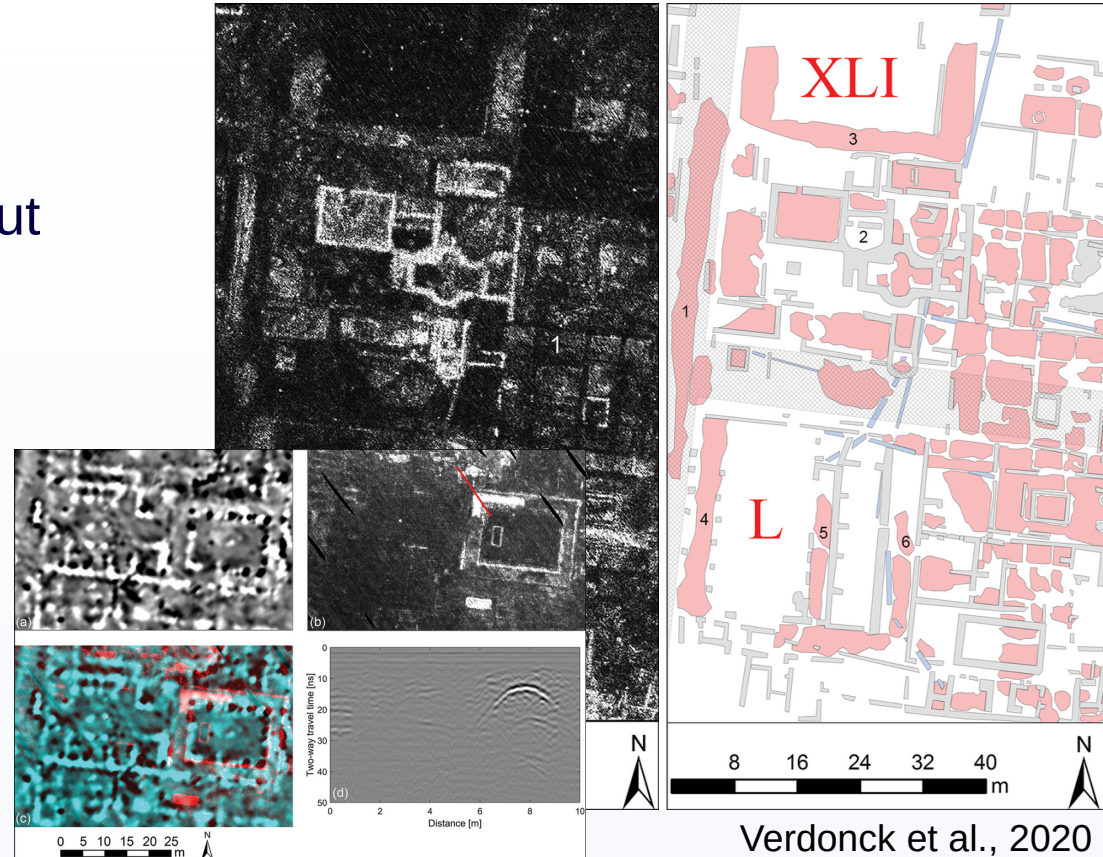 ut
1
XLI
3
2
1
4
L
5
6
N
8 16 24 32 40 m
N
(a)
(b)
(c)
0 5 10 15 20 25 m
N
Two-way travel time [ns]
0
10
20
30
40
50
(d)
0 2 4 6 8 10
Distance [m]
Verdonck et al., 2020